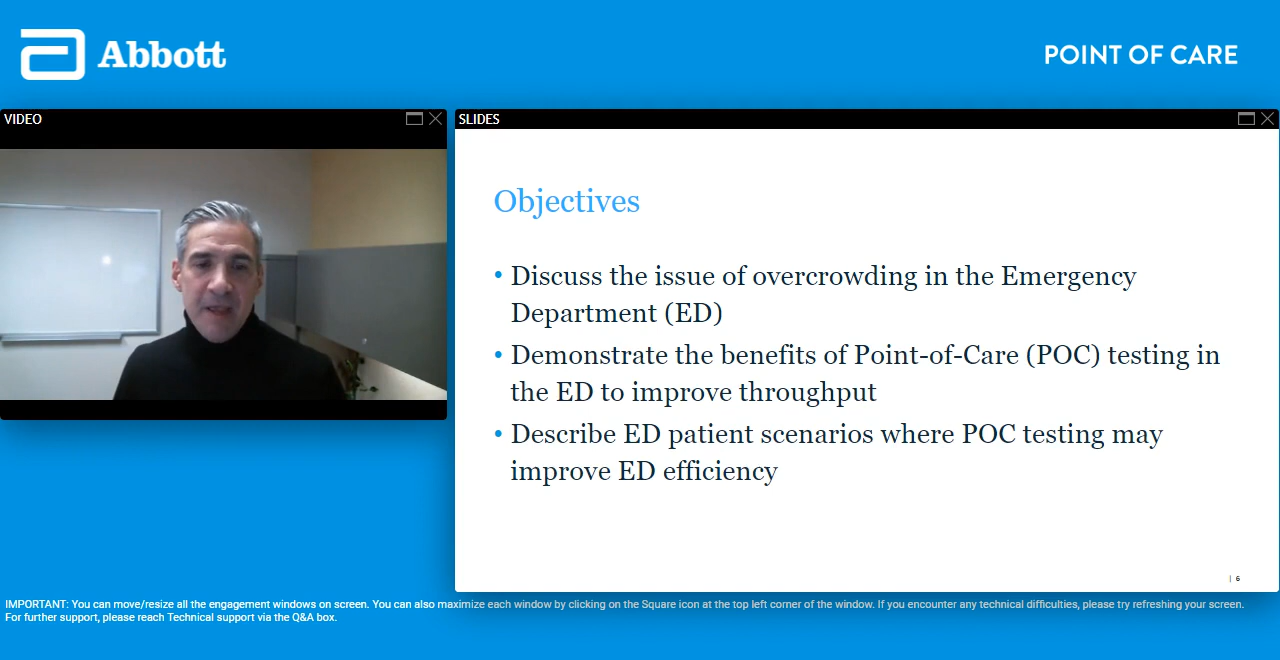 Abbott
POINT OF CARE
VIDEO
SLIDES
Objectives
• Discuss the issue of overcrowding in the Emergency
Department (ED)
• Demonstrate the benefits of Point-of-Care (POC) testing in
the ED to improve throughput
• Describe ED patient scenarios where POC testing may
improve ED efficiency
| 6
IMPORTANT: You can move/resize all the engagement windows on screen. You can also maximize each window by clicking on the Square icon at the top left corner of the window. If you encounter any technical difficulties, please try refreshing your screen.
For further support, please reach Technical support via the Q&A box.